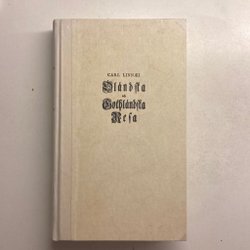 CARL LINNÆI
Öländska
och
Gothländska
Resa